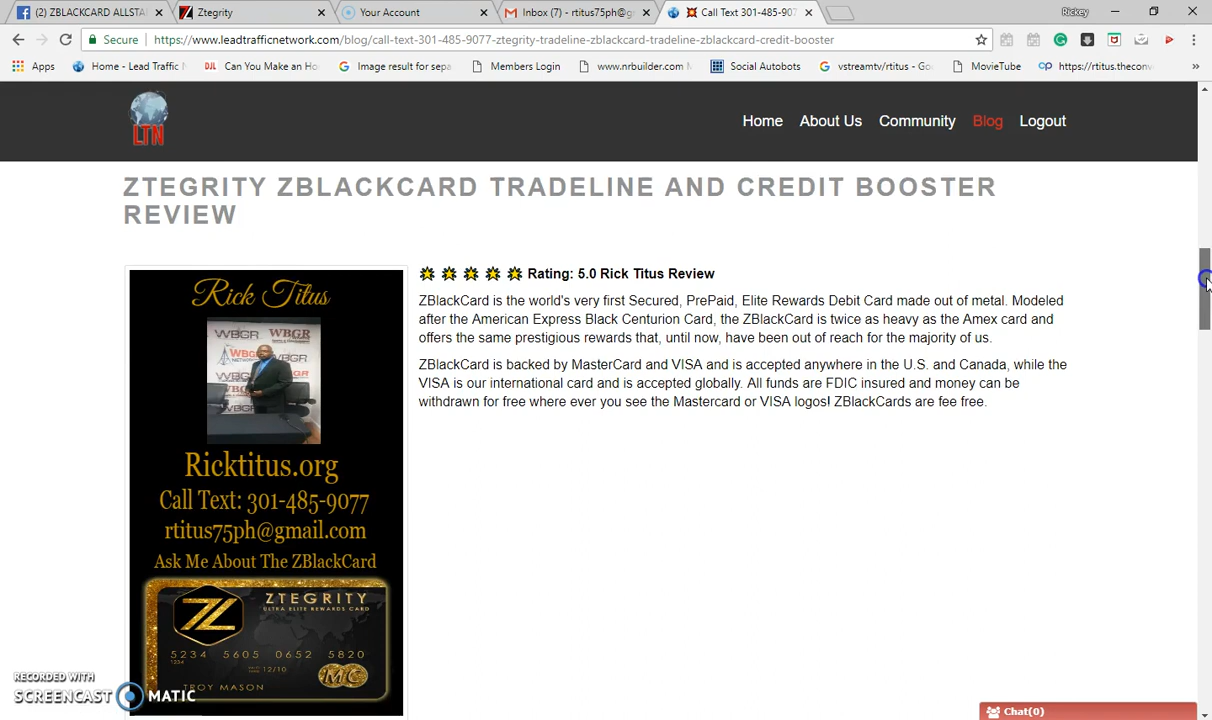 (2) ZBLACKCARD ALLSTA
Ztegrity
Your Account
Inbox (7) - rtitus75ph@g
Call Text 301-485-907
Rickey
Secure
https://www.leadtrafficnetwork.com/blog/call-text-301-485-9077-ztegrity-tradeline-zblackcard-tradeline-zblackcard-credit-booster
Apps
Home - Lead Traffic
DJL Can You Make an Ho
Image result for sepa
Members Login
www.nrbuilder.com
Social Autobots
vstreamtv/rtitus - Go
MovieTube
https://rtitus.theconv
»
LTN
Home
About Us
Community
Blog
Logout
ZTEGRITY ZBLACKCARD TRADELINE AND CREDIT BOOSTER
REVIEW
Rating: 5.0 Rick Titus Review
ZBlackCard is the world's very first Secured, PrePaid, Elite Rewards Debit Card made out of metal. Modeled
after the American Express Black Centurion Card, the ZBlackCard is twice as heavy as the Amex card and
offers the same prestigious rewards that, until now, have been out of reach for the majority of us.
ZBlackCard is backed by MasterCard and VISA and is accepted anywhere in the U.S. and Canada, while the
VISA is our international card and is accepted globally. All funds are FDIC insured and money can be
withdrawn for free where ever you see the Mastercard or VISA logos! ZBlackCards are fee free.
Rick Titus
WBGR WBGR
Ricktitus.org
Call Text: 301-485-9077
rtitus75ph@gmail.com
Ask Me About The ZBlackCard
ZTEGRITY
ULTRA ELITE REWARDS CARD
5234 5605 0652 5820
1234
12/10
TROY MASON
MC
RECORDED WITH
SCREENCAST MATIC
Chat(0)